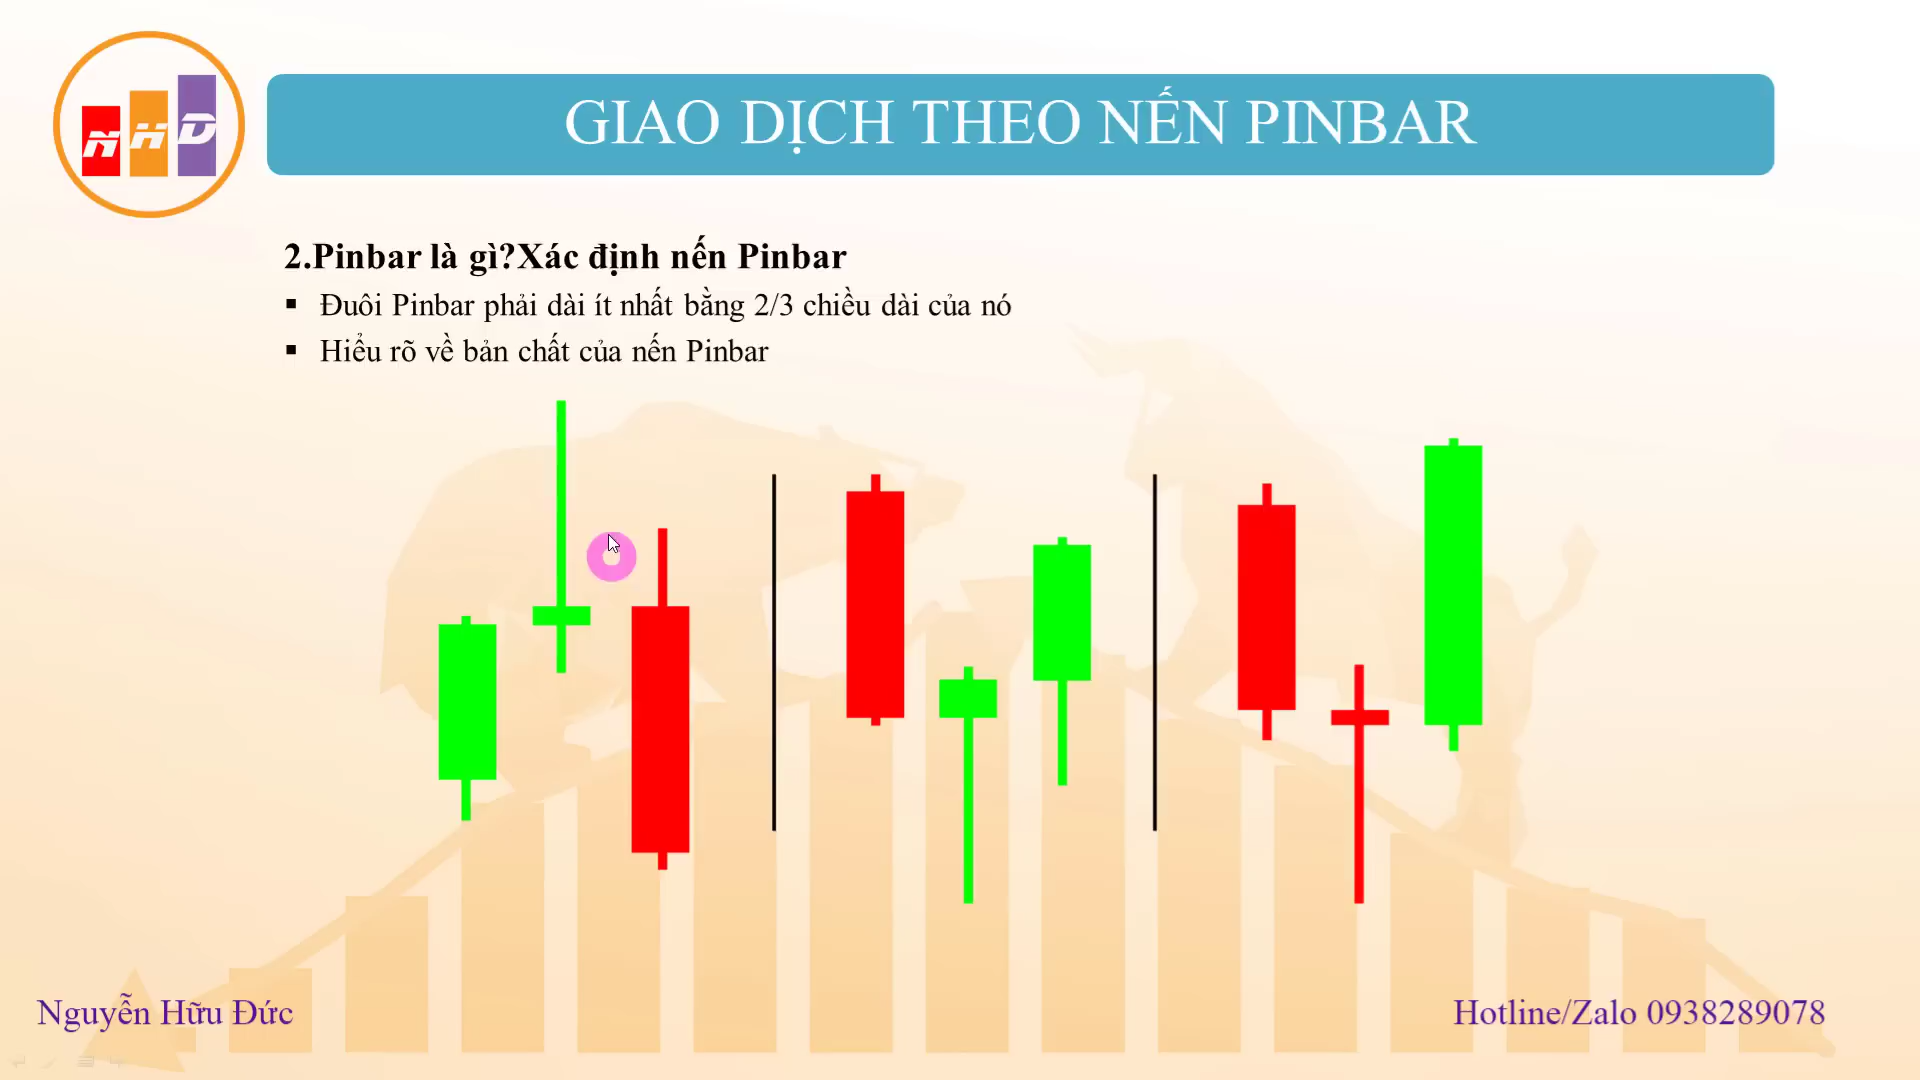 NHD
GIAO DỊCH THEO NẾN PINBAR
2.Pinbar là gì?Xác định nến Pinbar
▪ Đuôi Pinbar phải dài ít nhất bằng 2/3 chiều dài của nó
▪ Hiểu rõ về bản chất của nến Pinbar
Nguyễn Hữu Đức
Hotline/Zalo 0938289078